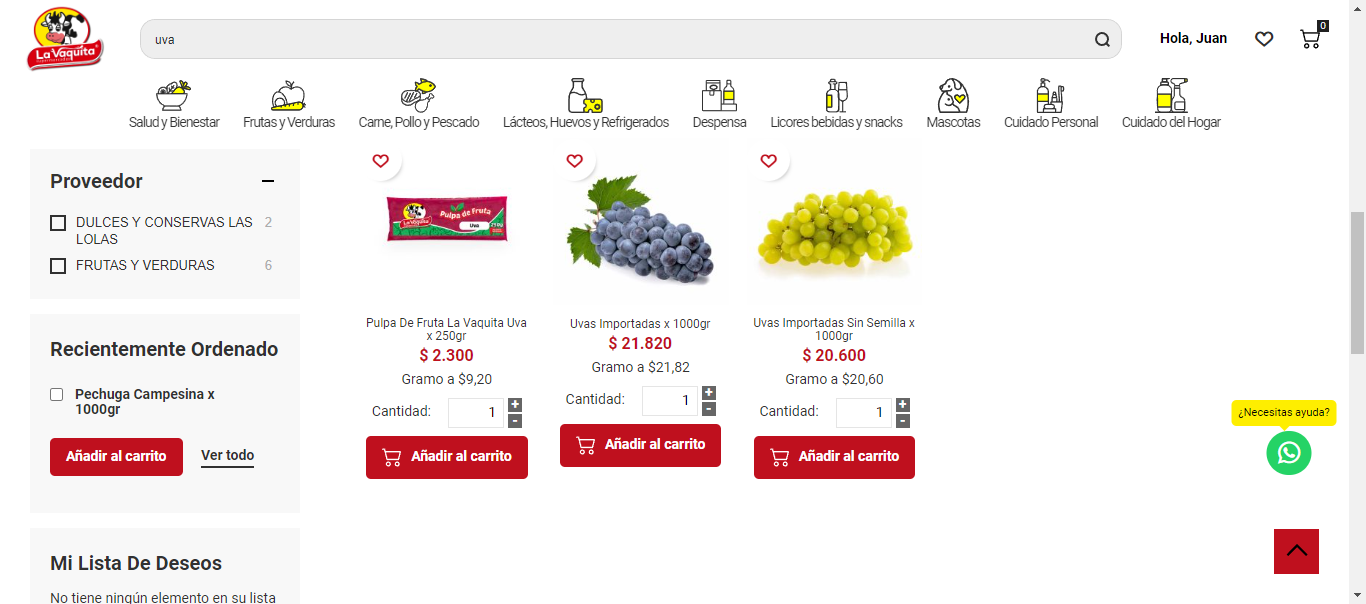 La Vaquita
uva
Hola, Juan
0
Salud y Bienestar
Frutas y Verduras
Carne, Pollo y Pescado
Lácteos, Huevos y Refrigerados
Despensa
Licores bebidas y snacks
Mascotas
Cuidado Personal
Cuidado del Hogar
Proveedor
DULCES Y CONSERVAS LAS 2
LOLAS
FRUTAS Y VERDURAS 6
Recientemente Ordenado
Pechuga Campesina x
1000gr
Añadir al carrito
Ver todo
Mi Lista De Deseos
No tiene ningún elemento en su lista
La Vaquita
Pulpa de Fruta
Uva
250g
Pulpa De Fruta La Vaquita Uva
x 250gr
$ 2.300
Gramo a $9,20
Cantidad: 1
+
-
Añadir al carrito
Uvas Importadas x 1000gr
$ 21.820
Gramo a $21,82
Cantidad: 1
+
-
Añadir al carrito
Uvas Importadas Sin Semilla x
1000gr
$ 20.600
Gramo a $20,60
Cantidad: 1
+
-
Añadir al carrito
¿Necesitas ayuda?